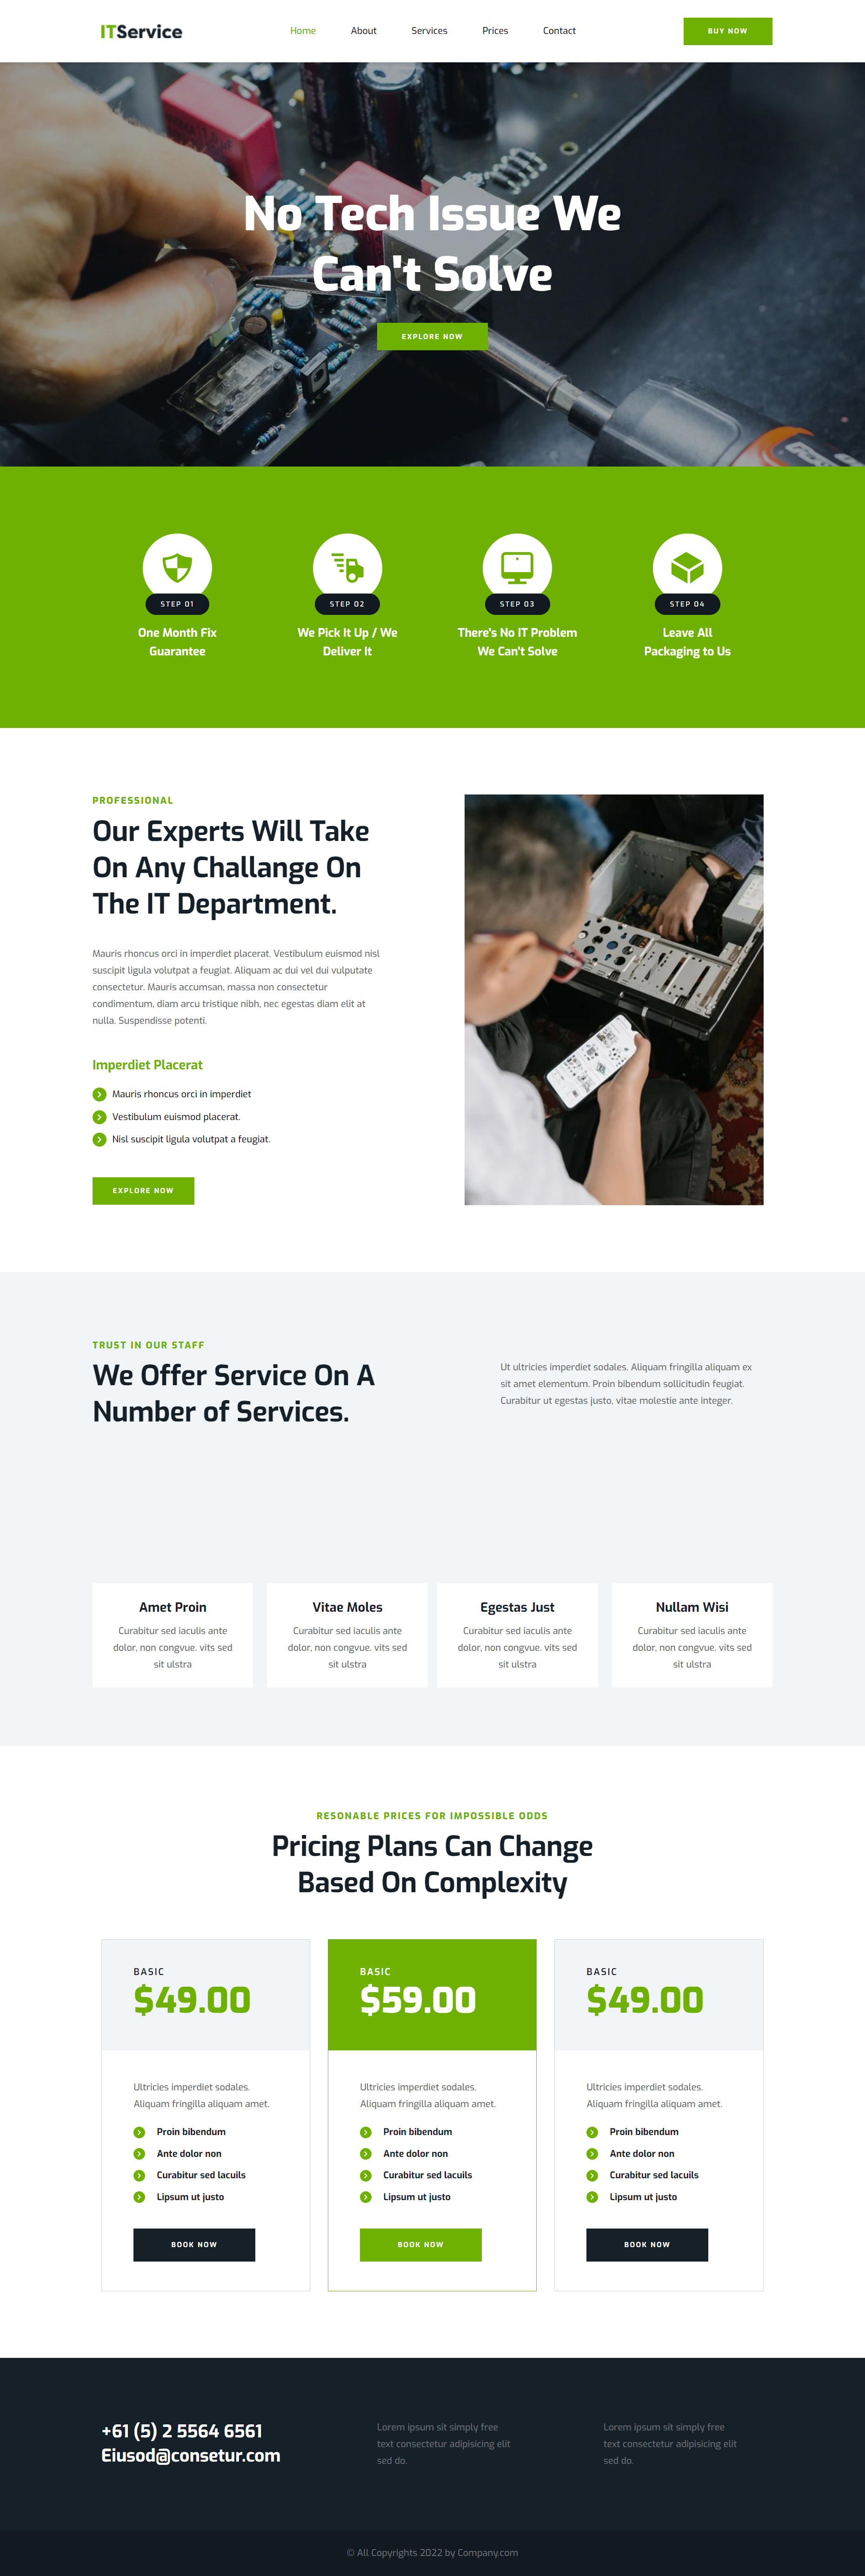 ITService
Home
About
Services
Prices
Contact
BUY NOW
No Tech Issue We
Can't Solve
EXPLORE NOW
STEP 01
One Month Fix
Guarantee
STEP 02
We Pick It Up / We
Deliver It
STEP 03
There's No IT Problem
We Can't Solve
STEP 04
Leave All
Packaging to Us
PROFESSIONAL
Our Experts Will Take
On Any Challange On
The IT Department.
Mauris rhoncus orci in imperdiet placerat. Vestibulum euismod nisl
suscipit ligula volutpat a feugiat. Aliquam ac dui vel dui vulputate
consectetur. Mauris accumsan, massa non consectetur
condimentum, diam arcu tristique nibh, nec egestas diam elit at
nulla. Suspendisse potenti.
Imperdiet Placerat
Mauris rhoncus orci in imperdiet
Vestibulum euismod placerat.
Nisl suscipit ligula volutpat a feugiat.
EXPLORE NOW
TRUST IN OUR STAFF
We Offer Service On A
Number of Services.
Ut ultricies imperdiet sodales. Aliquam fringilla aliquam ex
sit amet elementum. Proin bibendum sollicitudin feugiat.
Curabitur ut egestas justo, vitae molestie ante integer.
Amet Proin
Curabitur sed iaculis ante
dolor, non congvue. vits sed
sit ulstra
Vitae Moles
Curabitur sed iaculis ante
dolor, non congvue. vits sed
sit ulstra
Egestas Just
Curabitur sed iaculis ante
dolor, non congvue. vits sed
sit ulstra
Nullam Wisi
Curabitur sed iaculis ante
dolor, non congvue. vits sed
sit ulstra
RESONABLE PRICES FOR IMPOSSIBLE ODDS
Pricing Plans Can Change
Based On Complexity
BASIC
$49.00
Ultricies imperdiet sodales.
Aliquam fringilla aliquam amet.
Proin bibendum
Ante dolor non
Curabitur sed lacuils
Lipsum ut justo
BOOK NOW
BASIC
$59.00
Ultricies imperdiet sodales.
Aliquam fringilla aliquam amet.
Proin bibendum
Ante dolor non
Curabitur sed lacuils
Lipsum ut justo
BOOK NOW
BASIC
$49.00
Ultricies imperdiet sodales.
Aliquam fringilla aliquam amet.
Proin bibendum
Ante dolor non
Curabitur sed lacuils
Lipsum ut justo
BOOK NOW
+61 (5) 2 5564 6561
Eiusod@consetur.com
Lorem ipsum sit simply free
text consectetur adipisicing elit
sed do.
Lorem ipsum sit simply free
text consectetur adipisicing elit
sed do.
© All Copyrights 2022 by Company.com